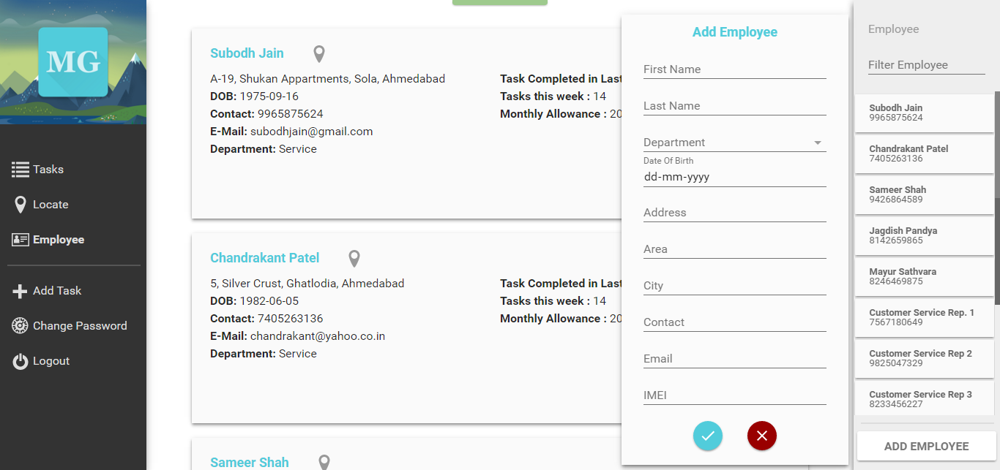 MG
Tasks
Locate
Employee
Add Task
Change Password
Logout
Subodh Jain
A-19, Shukan Appartments, Sola, Ahmedabad
DOB: 1975-09-16
Contact: 9965875624
E-Mail: subodhjain@gmail.com
Department: Service
Task Completed in Last
Tasks this week : 14
Monthly Allowance : 20
Chandrakant Patel
5, Silver Crust, Ghatlodia, Ahmedabad
DOB: 1982-06-05
Contact: 7405263136
E-Mail: chandrakant@yahoo.co.in
Department: Service
Task Completed in Last
Tasks this week : 14
Monthly Allowance : 20
Sameer Shah
Add Employee
First Name
Last Name
Department
Date Of Birth
dd-mm-yyyy
Address
Area
City
Contact
Email
IMEI
Employee
Filter Employee
Subodh Jain
9965875624
Chandrakant Patel
7405263136
Sameer Shah
9426864589
Jagdish Pandya
8142659865
Mayur Sathvara
8246469875
Customer Service Rep. 1
7567180649
Customer Service Rep 2
9825047329
Customer Service Rep 3
8233456227
ADD EMPLOYEE